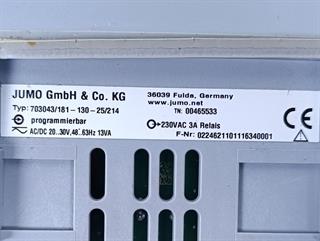 JUMO GmbH & Co. KG
Typ: 703043/181-130-25/214
programmierbar
AC/DC 20...30V,48...63Hz 13VA
36039 Fulda, Germany
www.jumo.net
TN: 00465533
230VAC 3A Relais
F-Nr: 0224621101116340001